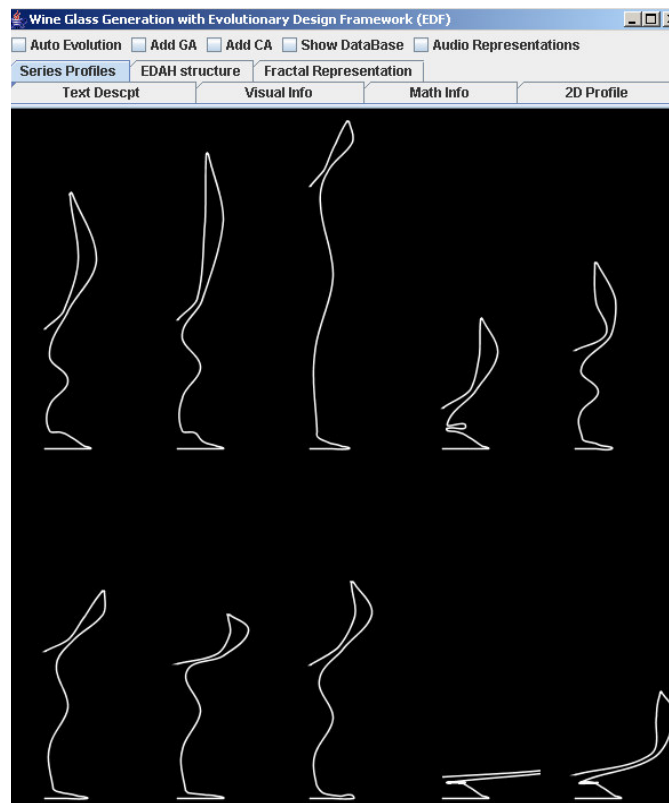 Wine Glass Generation with Evolutionary Design Framework (EDF)
Auto Evolution Add GA Add CA Show DataBase Audio Representations
Series Profiles EDAH structure Fractal Representation
Text Descpt Visual Info Math Info 2D Profile